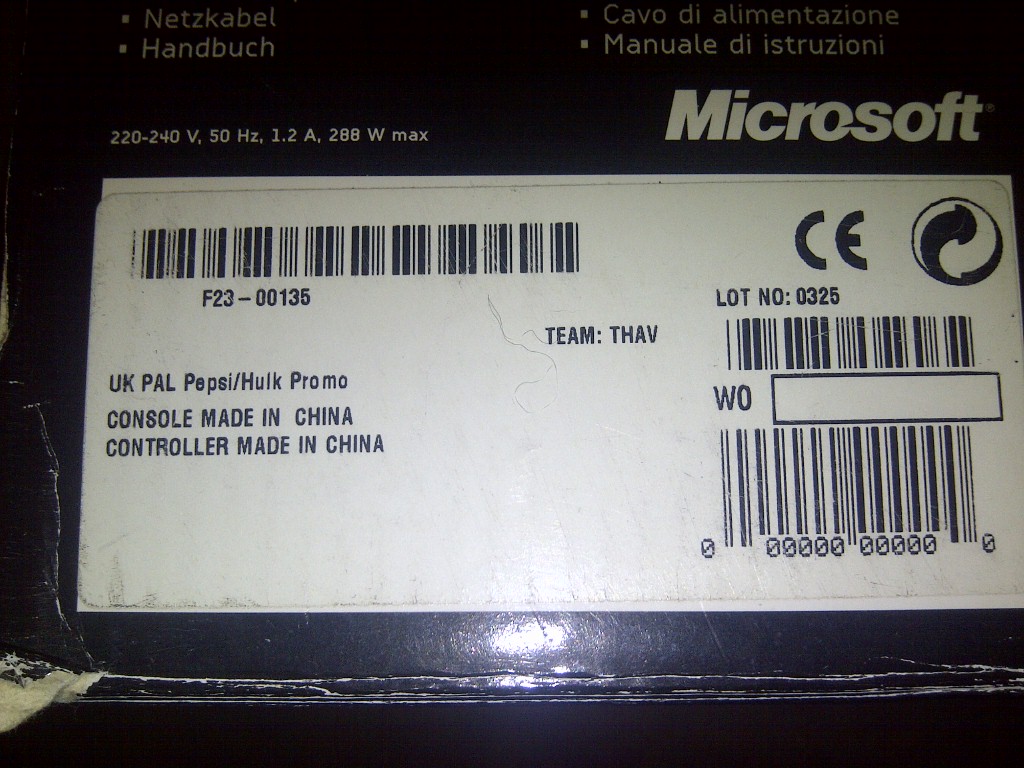 ▪ Netzkabel
▪ Handbuch
▪ Cavo di alimentazione
▪ Manuale di istruzioni
220-240 V, 50 Hz, 1.2 A, 288 W max
Microsoft®
F23-00135
CE
LOT NO: 0325
TEAM: THAV
UK PAL Pepsi/Hulk Promo
CONSOLE MADE IN CHINA
CONTROLLER MADE IN CHINA
WO
0 00000 00000 0